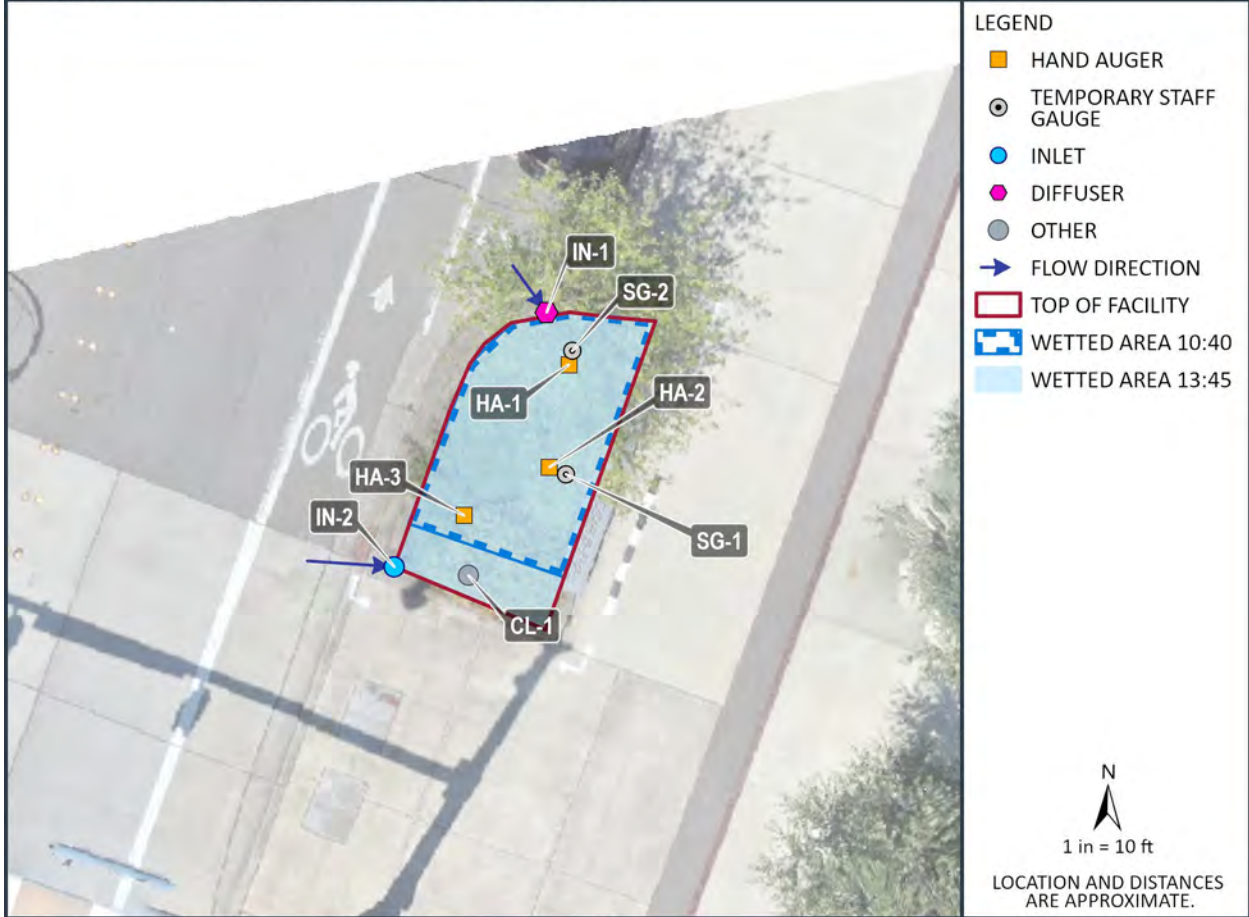 IN-1
SG-2
HA-1
HA-2
HA-3
IN-2
SG-1
CL-1
LEGEND
HAND AUGER
TEMPORARY STAFF
GAUGE
INLET
DIFFUSER
OTHER
FLOW DIRECTION
TOP OF FACILITY
WETTED AREA 10:40
WETTED AREA 13:45
N
1 in = 10 ft
LOCATION AND DISTANCES
ARE APPROXIMATE.